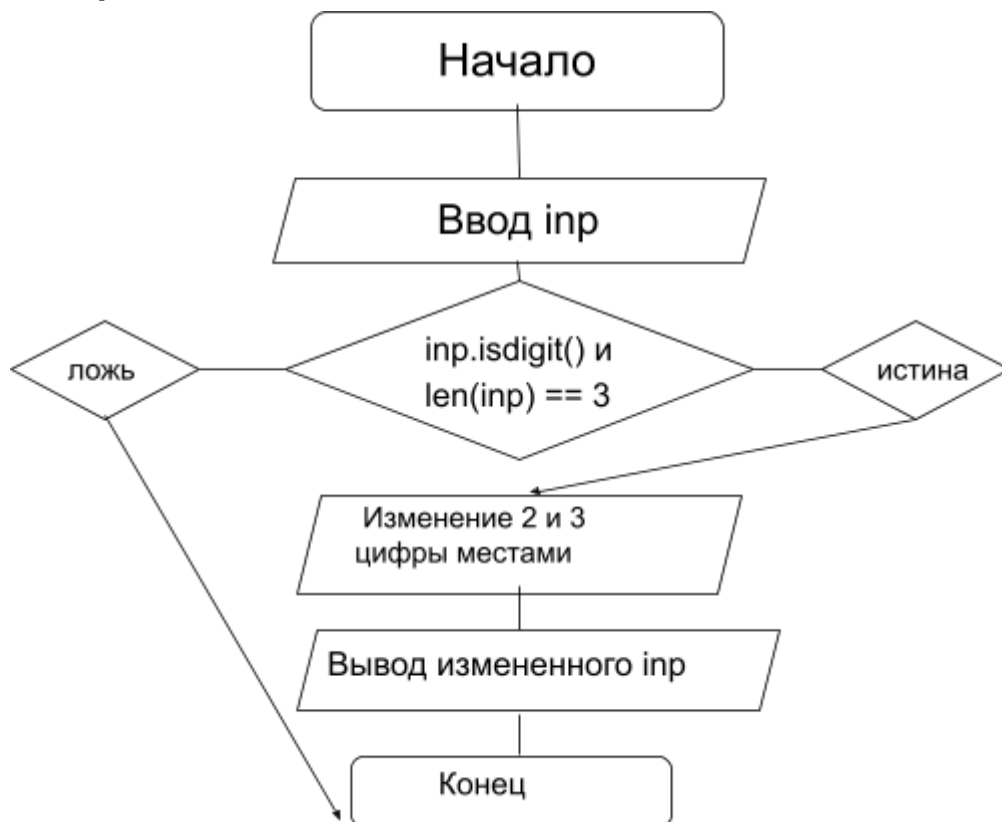 Начало
Ввод inp
inp.isdigit() и
len(inp) == 3
ложь
истина
Изменение 2 и 3
цифры местами
Вывод измененного inp
Конец